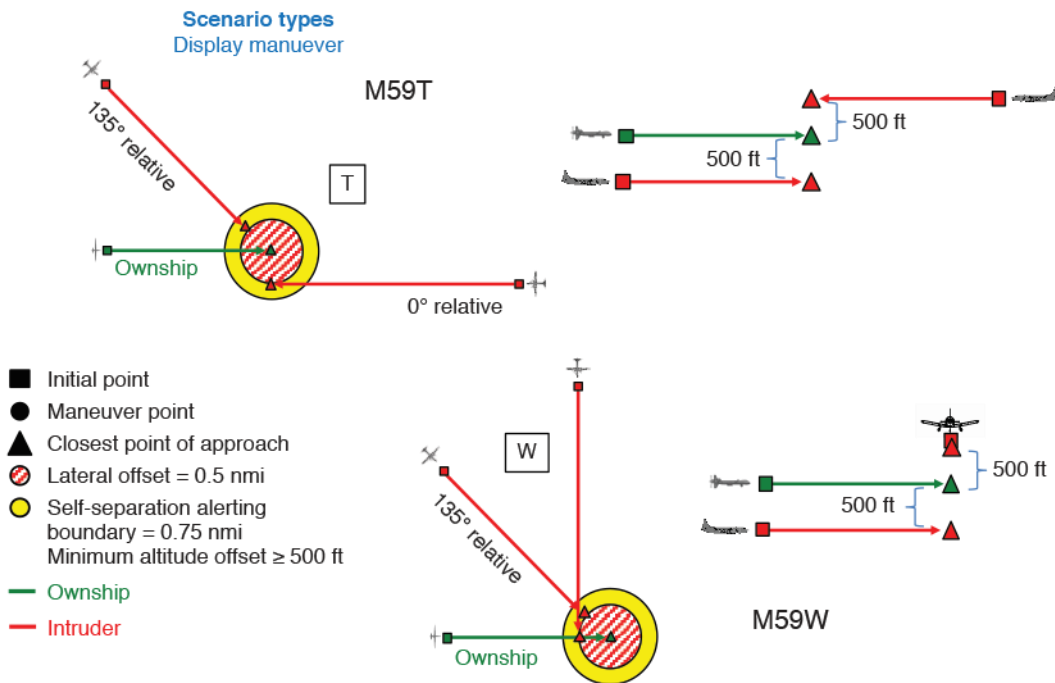 Scenario types
Display manuever
M59T
135° relative
T
Ownship
0° relative
500 ft
500 ft
Initial point
Maneuver point
Closest point of approach
Lateral offset = 0.5 nmi
Self-separation alerting
boundary = 0.75 nmi
Minimum altitude offset ≥ 500 ft
Ownship
Intruder
W
135° relative
Ownship
500 ft
500 ft
M59W